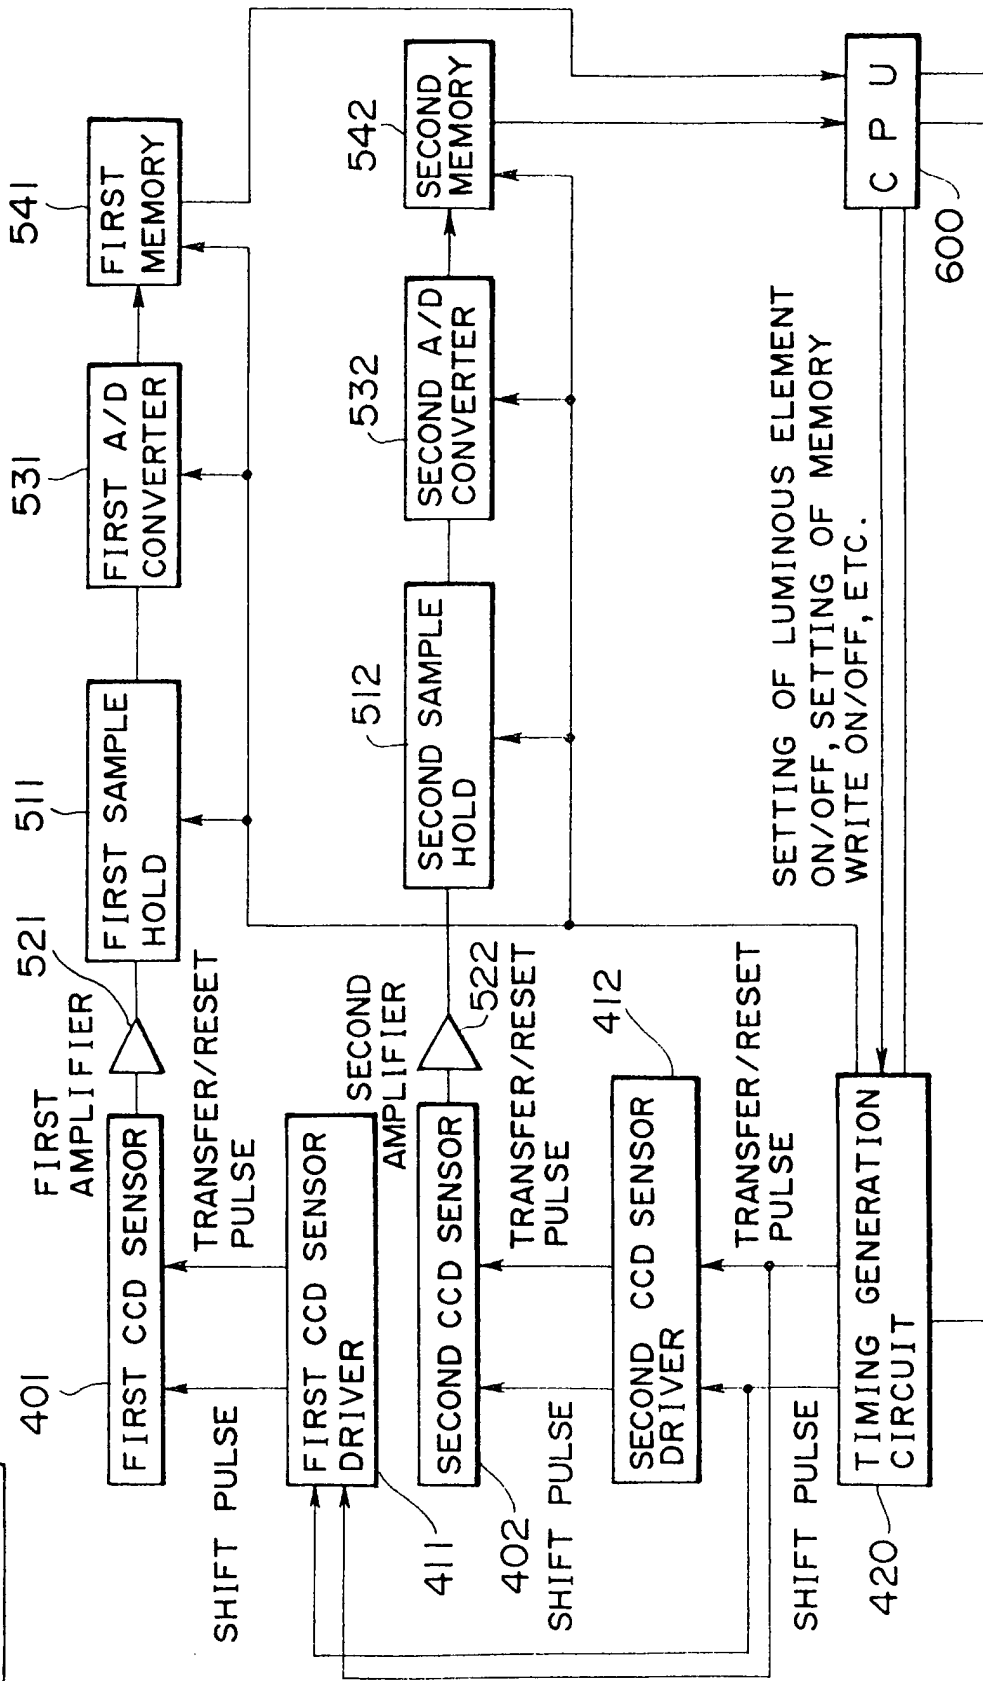 541
FIRST
MEMORY
531
FIRST A/D
CONVERTER
511
FIRST SAMPLE
HOLD
521
FIRST
AMPLIFIER
401
FIRST CCD SENSOR
TRANSFER/RESET
PULSE
SHIFT PULSE
FIRST CCD SENSOR
DRIVER
411
542
SECOND
MEMORY
532
SECOND A/D
CONVERTER
512
SECOND SAMPLE
HOLD
522
SECOND
AMPLIFIER
SECOND CCD SENSOR
402
TRANSFER/RESET
PULSE
SHIFT PULSE
412
SECOND CCD SENSOR
DRIVER
TRANSFER/RESET
PULSE
SHIFT PULSE
TIMING GENERATION
CIRCUIT
420
SETTING OF LUMINOUS ELEMENT
ON/OFF, SETTING OF MEMORY
WRITE ON/OFF, ETC.
CPU
600